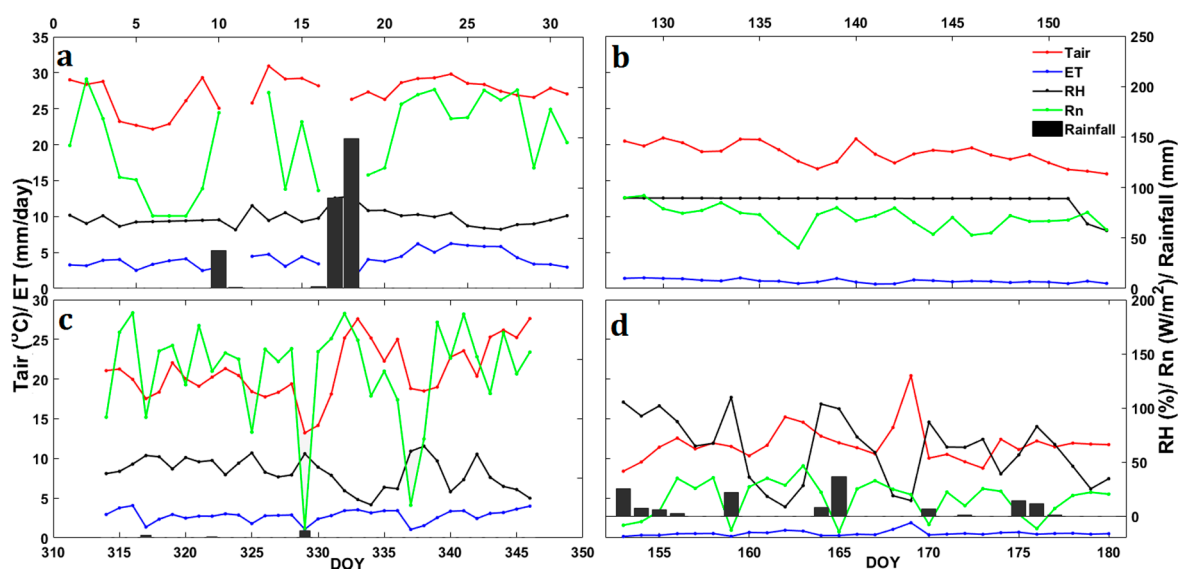 0 5 10 15 20 25 30
130 135 140 145 150
35 30 25 20 15 10 5 0
a
b
250 200 150 100 50 0
Tair
ET
RH
Rn
Rainfall
Tair (°C)/ ET (mm/day)
RH (%)/ Rn (W/m²)/ Rainfall (mm)
30 25 20 15 10 5 0
c
d
200 150 100 50 0
310 315 320 325 330 335 340 345 350
DOY
155 160 165 170 175 180
DOY